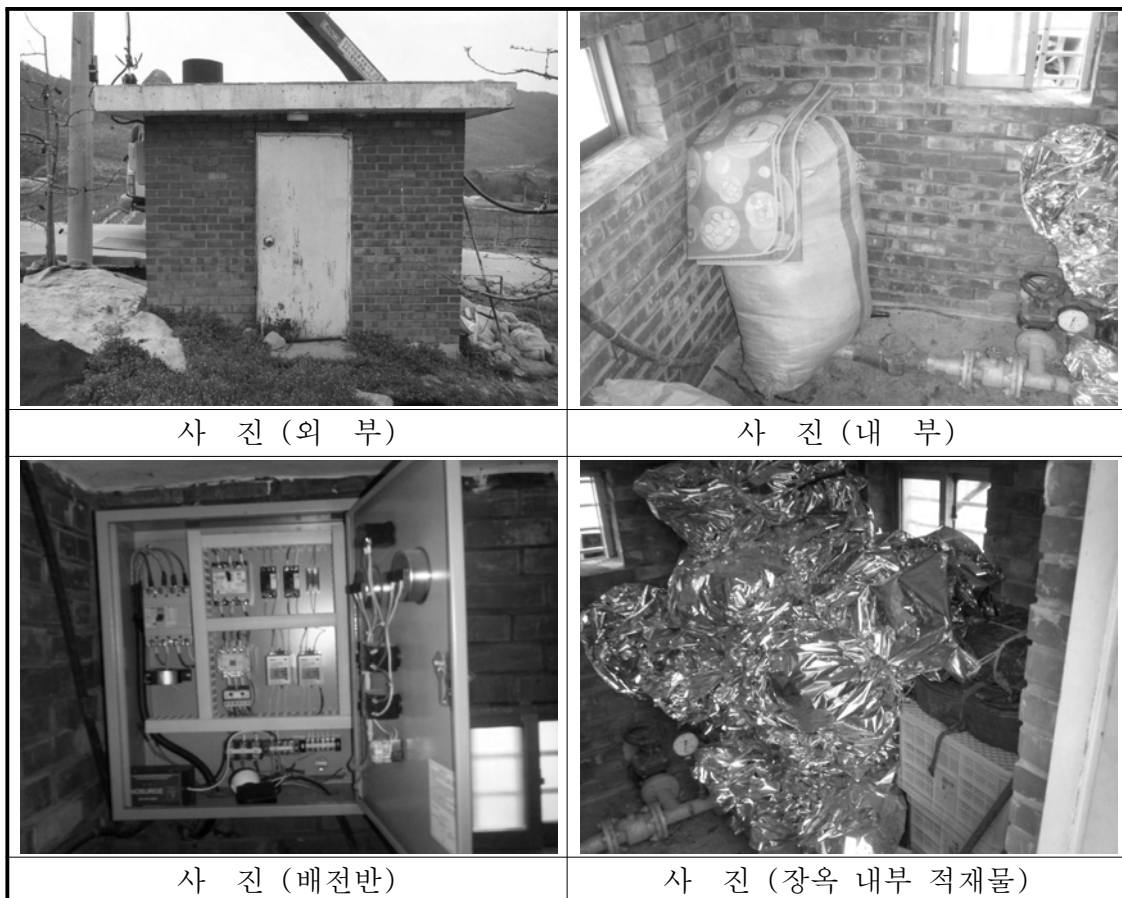 사 진 (외 부)
사 진 (내 부)
NOSURGE
사 진 (배전반)
사 진 (장옥 내부 적재물)